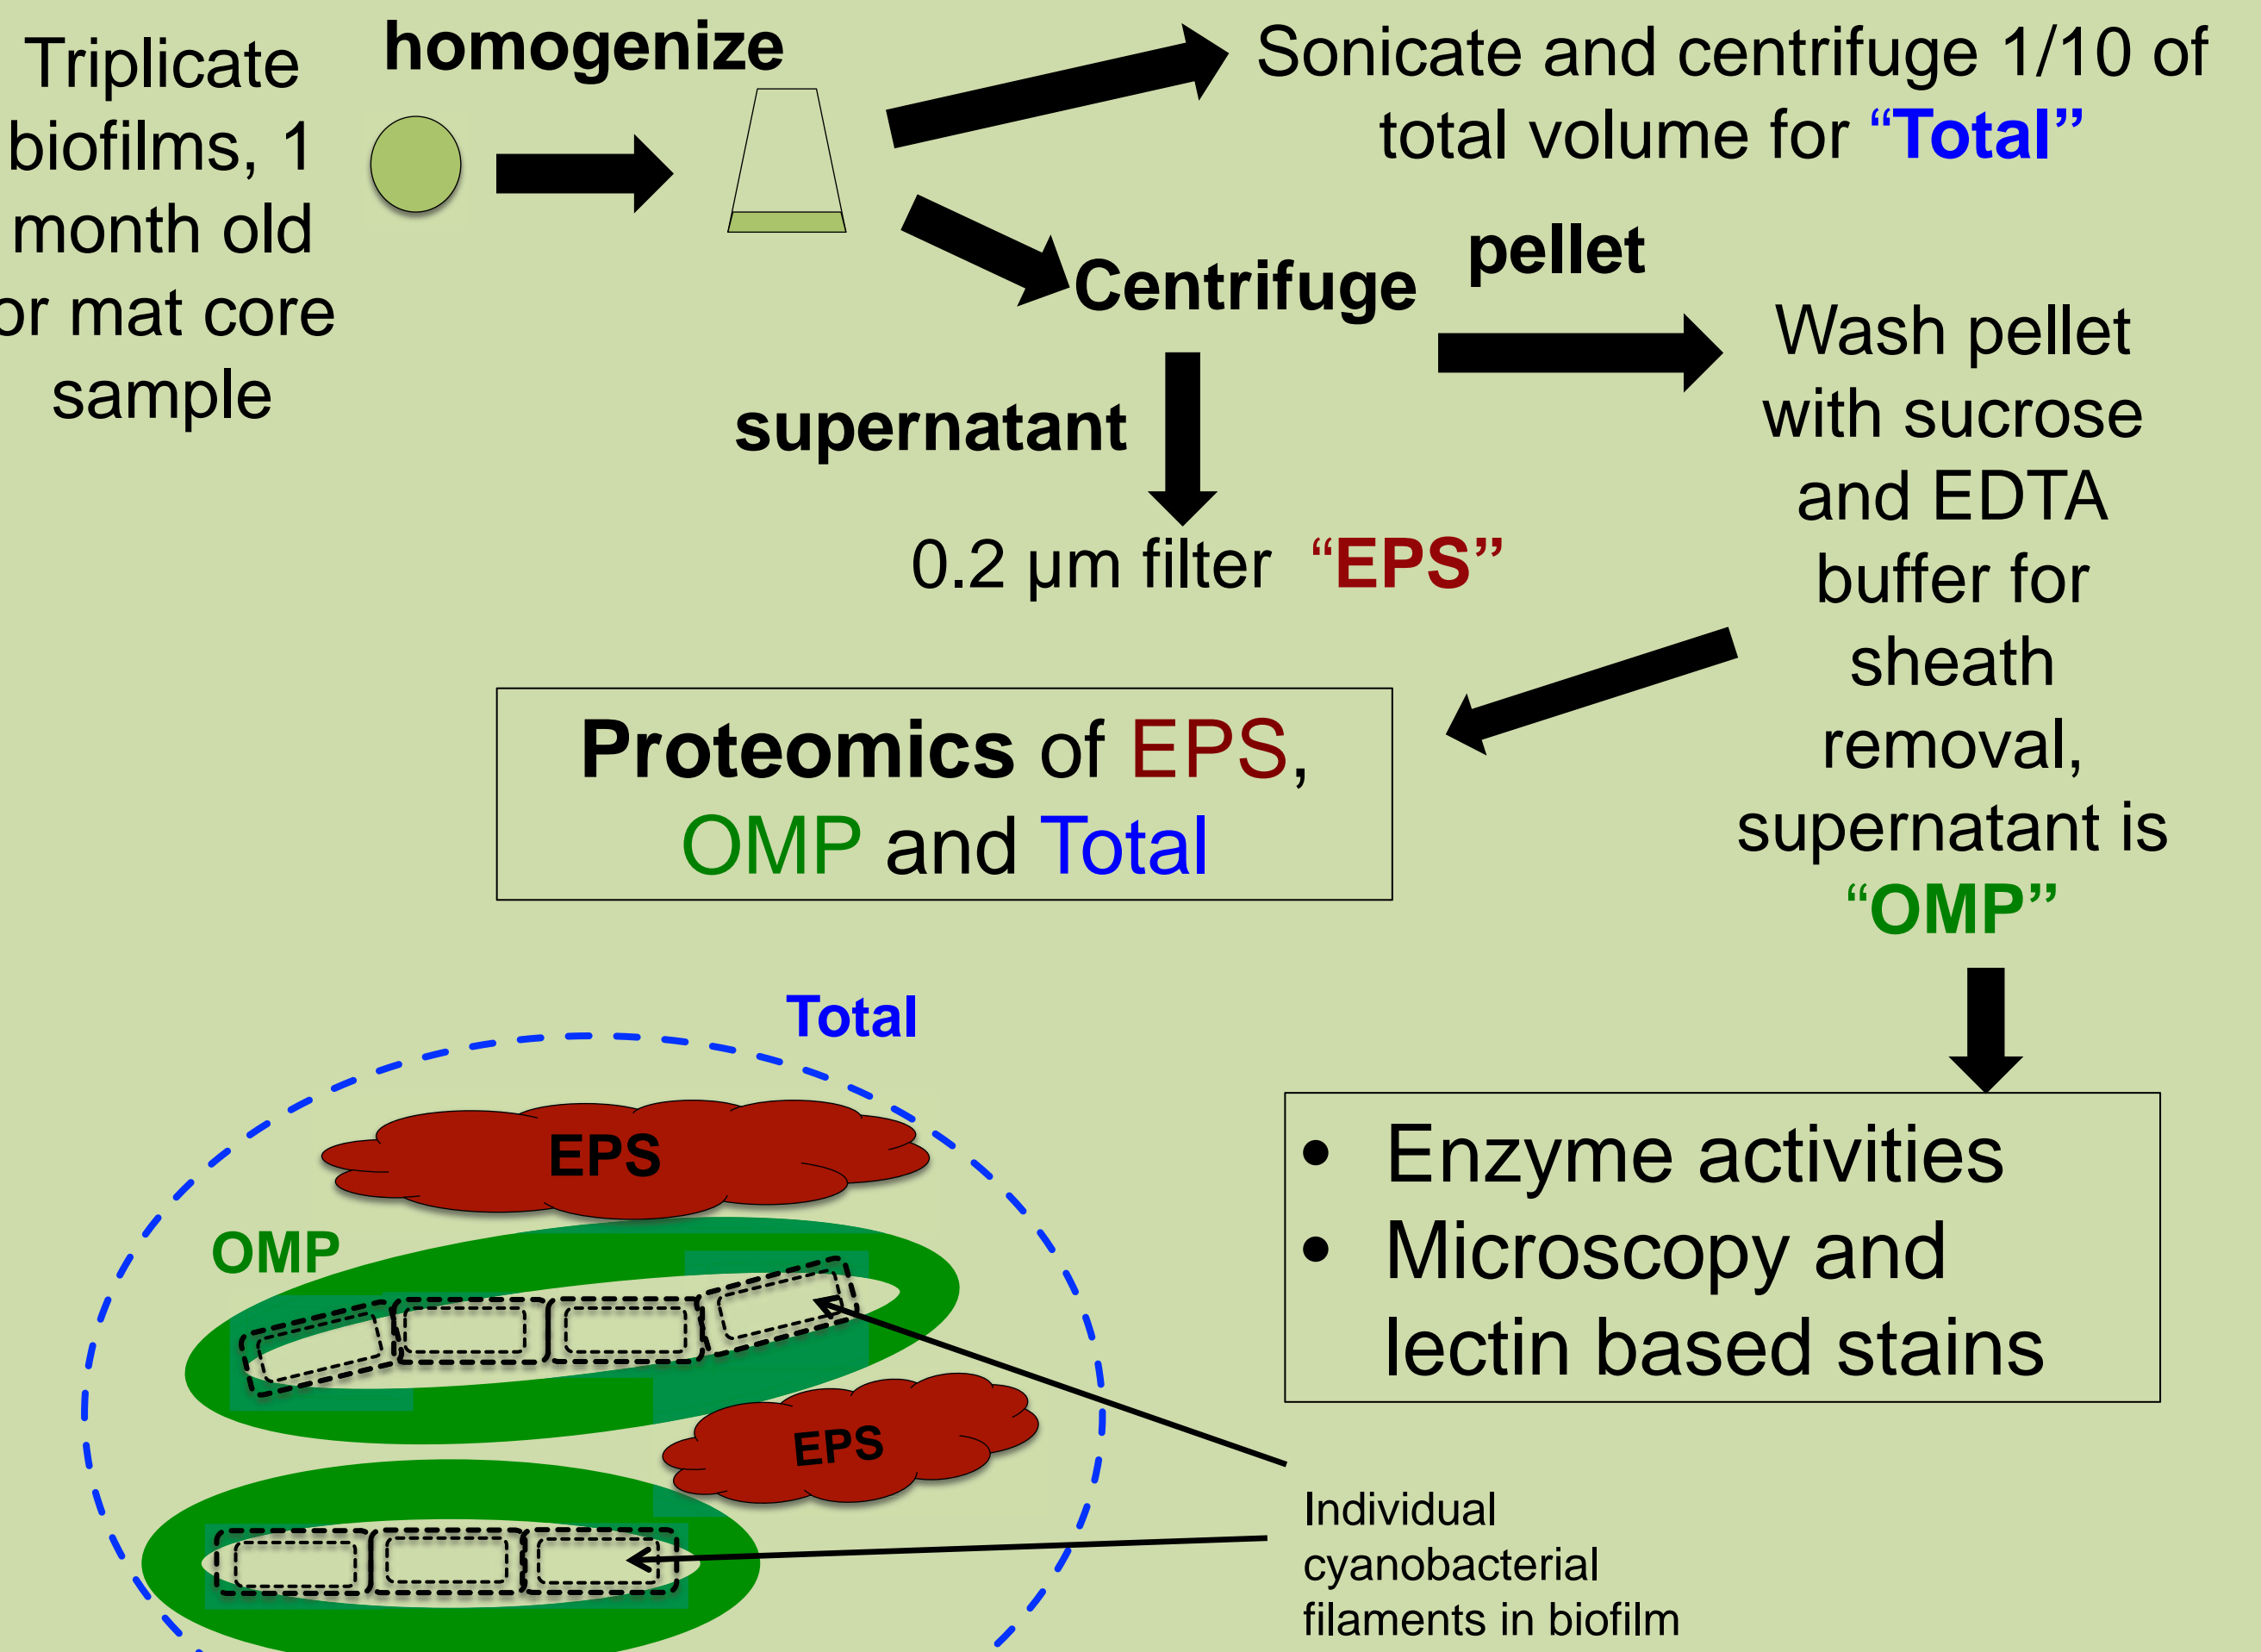 Triplicate
biofilms, 1
month old
or mat core
sample
homogenize
Sonicate and centrifuge 1/10 of
total volume for “Total”
Centrifuge
pellet
supernatant
0.2 µm filter “EPS”
Wash pellet
with sucrose
and EDTA
buffer for
sheath
removal,
supernatant is
“OMP”
Proteomics of EPS,
OMP and Total
• Enzyme activities
• Microscopy and
lectin based stains
Total
EPS
OMP
EPS
Individual
cyanobacterial
filaments in biofilm